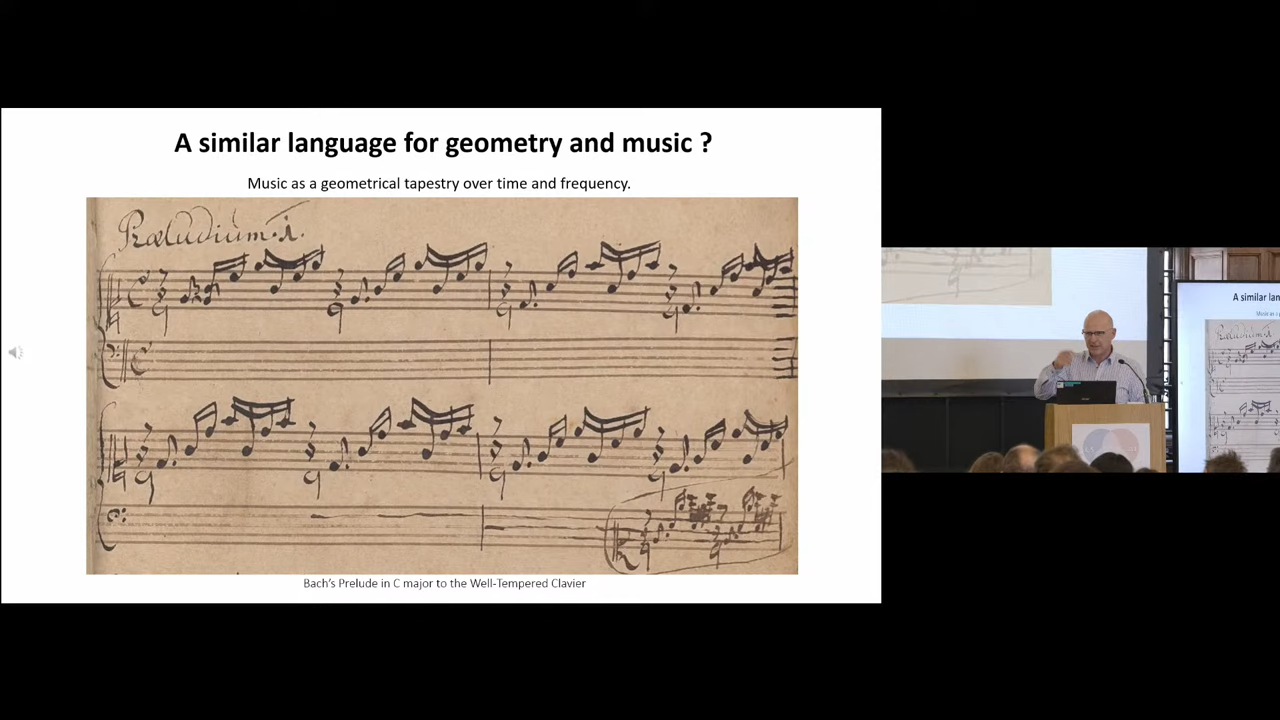 A similar language for geometry and music ?
Music as a geometrical tapestry over time and frequency.
Præludium. 1.
Bach's Prelude in C major to the Well-Tempered Clavier
A similar lan